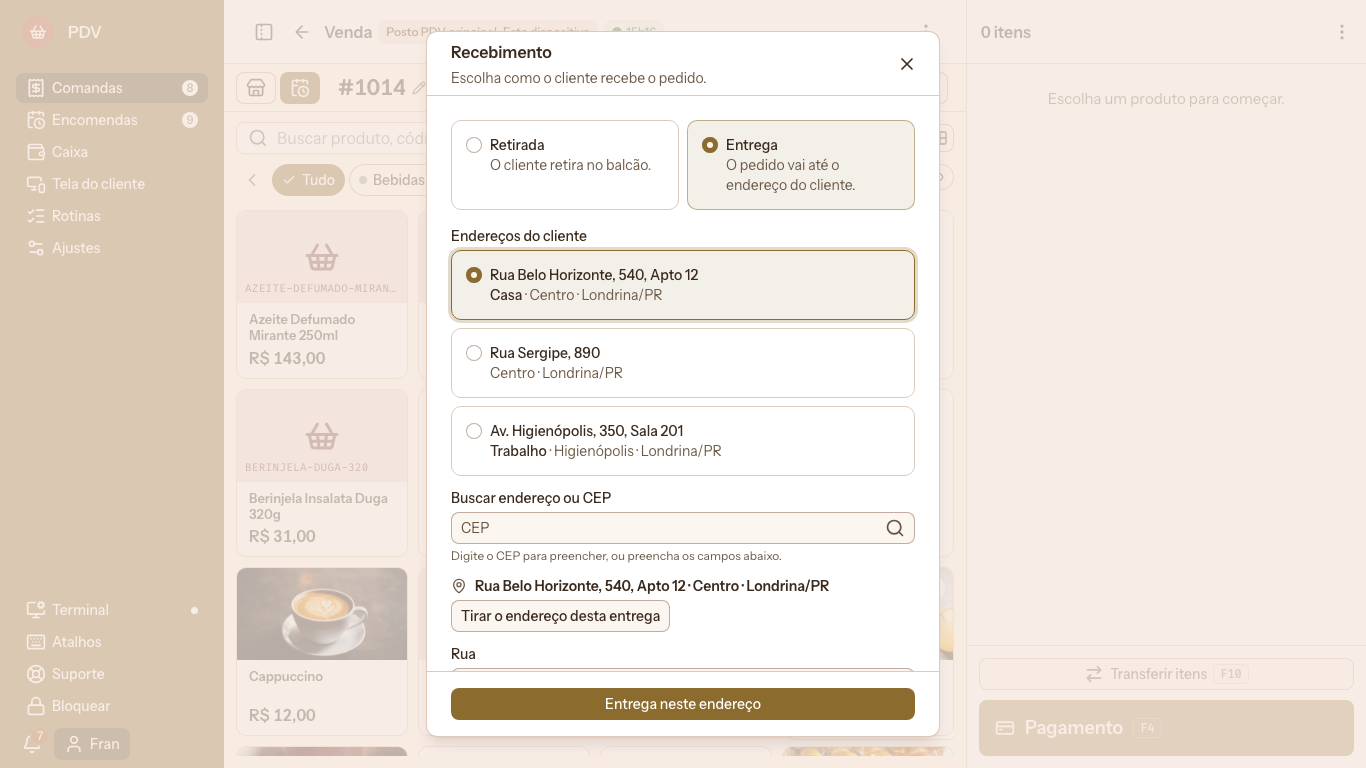 PDV
Comandas 8
Encomendas 9
Caixa
Tela do cliente
Rotinas
Ajustes
Terminal
Atalhos
Suporte
Bloquear
7
Fran
Venda
Posto PDV principal · Este dispositivo
15h16
#1014
Buscar produto, códi
Tudo
Bebidas
AZEITE-DEFUMADO-MIRAN…
Azeite Defumado
Mirante 250ml
R$ 143,00
BERINJELA-DUGA-320
Berinjela Insalata Duga
320g
R$ 31,00
Cappuccino
R$ 12,00
Recebimento
Escolha como o cliente recebe o pedido.
Retirada
O cliente retira no balcão.
Entrega
O pedido vai até o
endereço do cliente.
Endereços do cliente
Rua Belo Horizonte, 540, Apto 12
Casa · Centro · Londrina/PR
Rua Sergipe, 890
Centro · Londrina/PR
Av. Higienópolis, 350, Sala 201
Trabalho · Higienópolis · Londrina/PR
Buscar endereço ou CEP
CEP
Digite o CEP para preencher, ou preencha os campos abaixo.
Rua Belo Horizonte, 540, Apto 12 · Centro · Londrina/PR
Tirar o endereço desta entrega
Rua
Entrega neste endereço
0 itens
Escolha um produto para começar.
Transferir itens F10
Pagamento F4